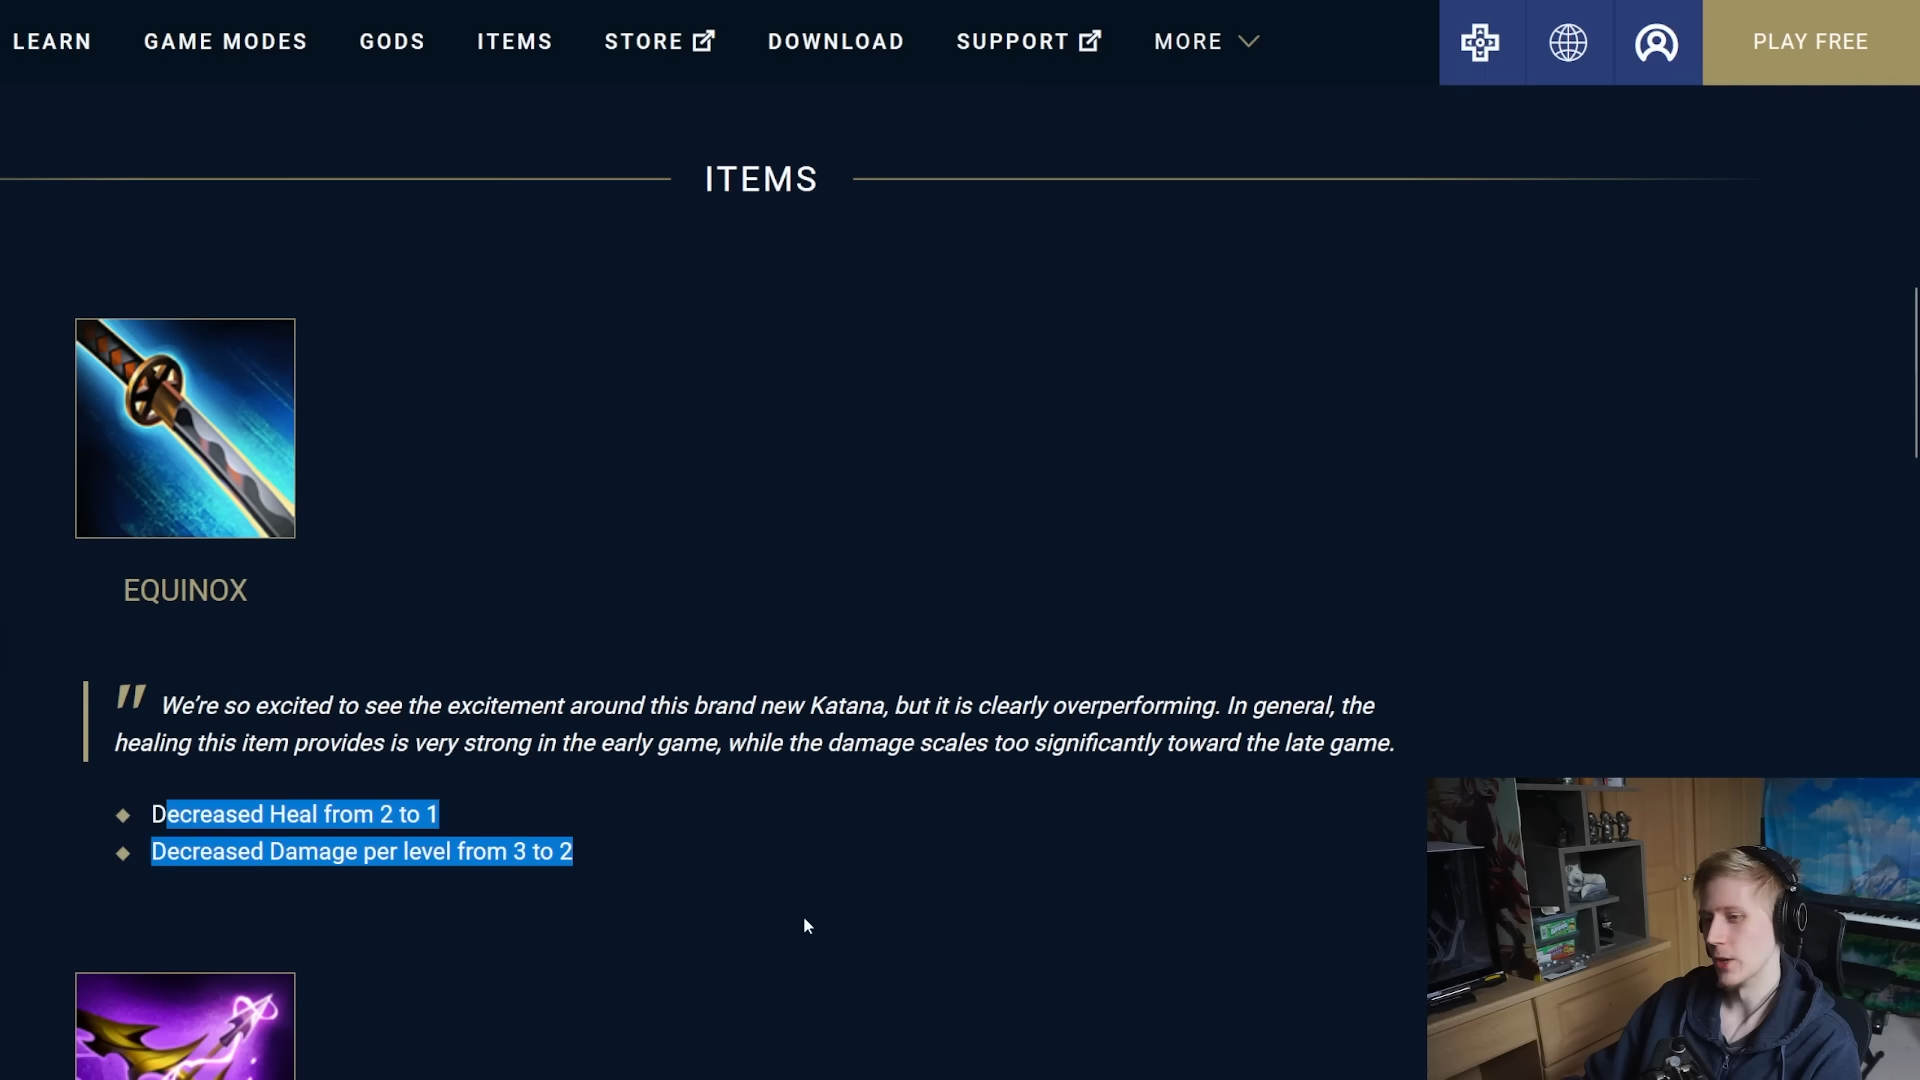 LEARN GAME MODES GODS ITEMS STORE DOWNLOAD SUPPORT MORE PLAY FREE
ITEMS
EQUINOX
" We're so excited to see the excitement around this brand new Katana, but it is clearly overperforming. In general, the
healing this item provides is very strong in the early game, while the damage scales too significantly toward the late game.
Decreased Heal from 2 to 1
Decreased Damage per level from 3 to 2